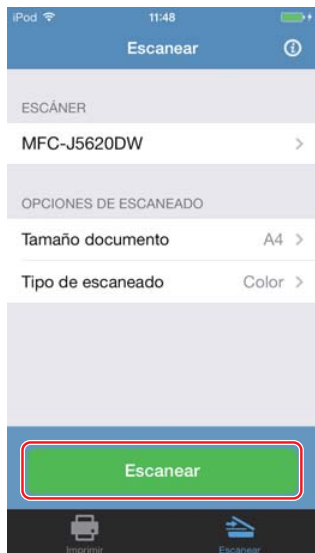 iPod 11:48
Escanear
ESCÁNER
MFC-J5620DW
OPCIONES DE ESCANEADO
Tamaño documento A4
Tipo de escaneado Color
Escanear
Imprimir Escanear